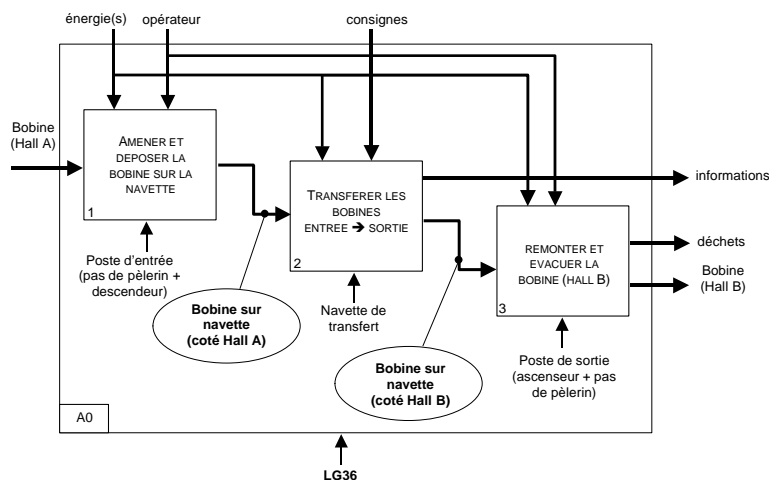 énergie(s)
opérateur
consignes
Bobine
(Hall A)
AMENER ET
DEPOSER LA
BOBINE SUR LA
NAVETTE
1
informations
TRANSFERER LES
BOBINES
ENTREE ➔ SORTIE
2
REMONTER ET
EVACUER LA
BOBINE (HALL B)
3
déchets
Bobine
(Hall B)
Poste d'entrée
(pas de pèlerin +
descendeur)
Bobine sur
navette
(coté Hall A)
Navette de
transfert
Bobine sur
navette
(coté Hall B)
Poste de sortie
(ascenseur + pas
de pèlerin)
A0
LG36